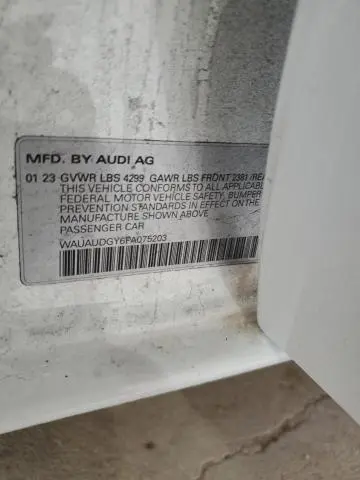 MFD. BY AUDI AG
01 23 GVWR LBS 4299 GAWR LBS FRONT 2381 /REA
THIS VEHICLE CONFORMS TO ALL APPLICABL
FEDERAL MOTOR VEHICLE SAFETY, BUMPER
PREVENTION STANDARDS IN EFFECT ON THE
MANUFACTURE SHOWN ABOVE
PASSENGER CAR
WAUAUDGY6PA075203